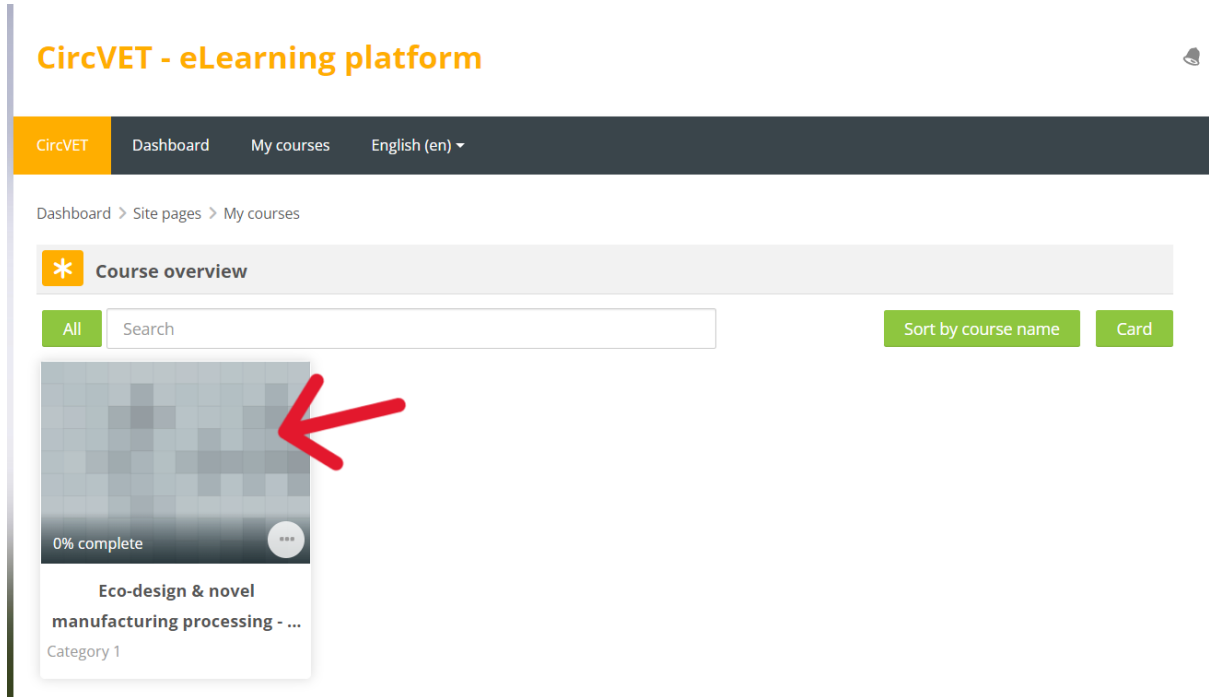 CircVET - eLearning platform
CircVET Dashboard My courses English (en)
Dashboard > Site pages > My courses
Course overview
All Search Sort by course name Card
0% complete
Eco-design & novel
manufacturing processing - ...
Category 1